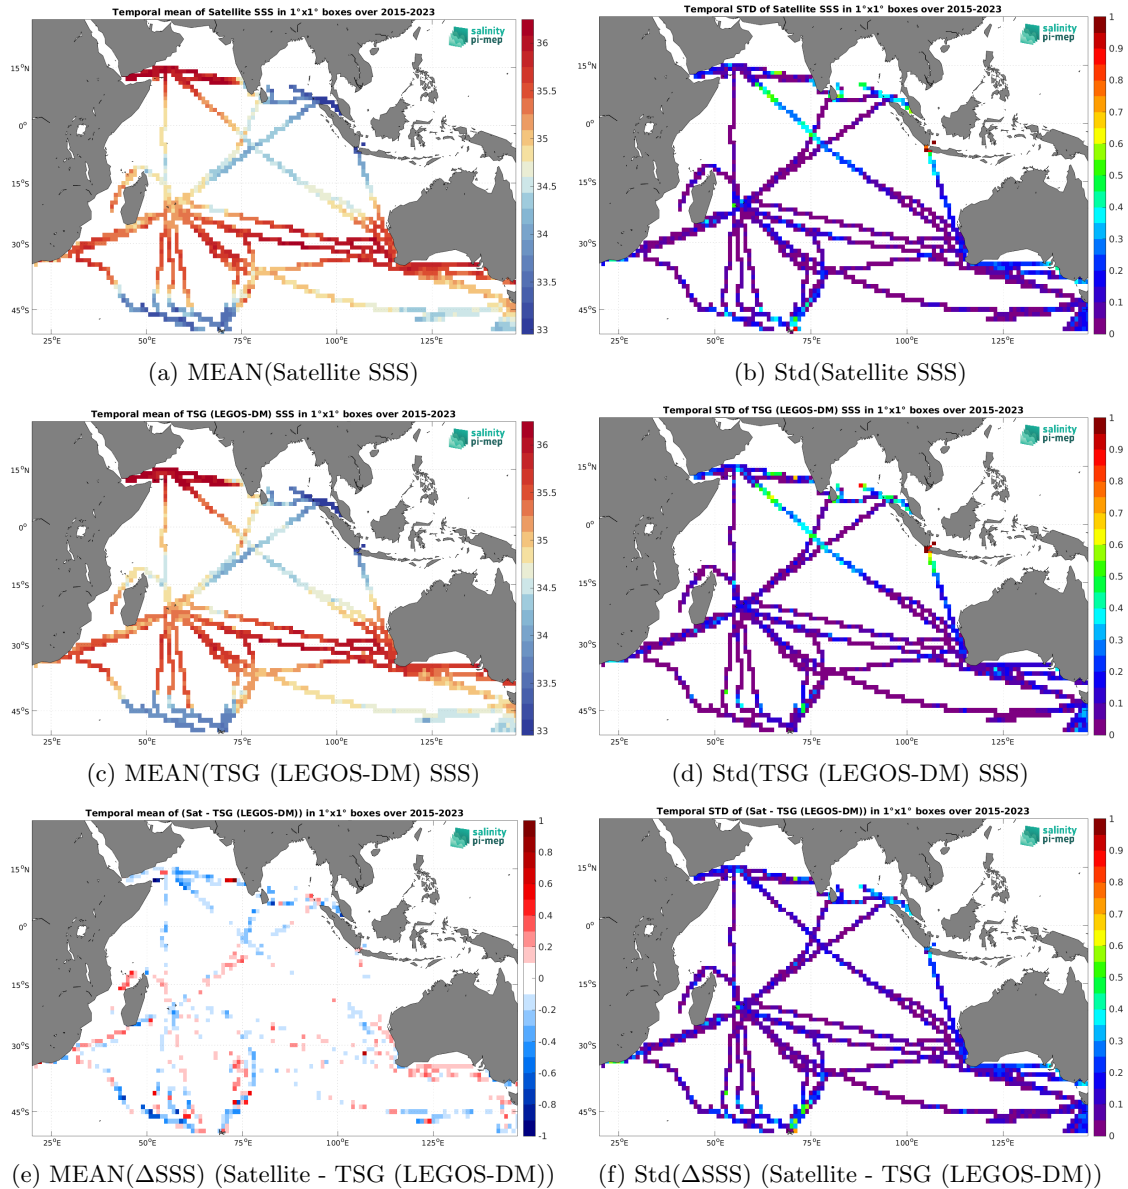 Temporal mean of Satellite SSS in 1°x1° boxes over 2015-2023
salinity
pi-mep
15°N
0°
15°S
30°S
45°S
25°E
50°E
75°E
100°E
125°E
36
35.5
35
34.5
34
33.5
33
(a) MEAN(Satellite SSS)
Temporal STD of Satellite SSS in 1°x1° boxes over 2015-2023
salinity
pi-mep
15°N
0°
15°S
30°S
45°S
25°E
50°E
75°E
100°E
125°E
1
0.9
0.8
0.7
0.6
0.5
0.4
0.3
0.2
0.1
0
(b) Std(Satellite SSS)
Temporal mean of TSG (LEGOS-DM) SSS in 1°x1° boxes over 2015-2023
salinity
pi-mep
15°N
0°
15°S
30°S
45°S
25°E
50°E
75°E
100°E
125°E
36
35.5
35
34.5
34
33.5
33
(c) MEAN(TSG (LEGOS-DM) SSS)
Temporal STD of TSG (LEGOS-DM) SSS in 1°x1° boxes over 2015-2023
salinity
pi-mep
15°N
0°
15°S
30°S
45°S
25°E
50°E
75°E
100°E
125°E
1
0.9
0.8
0.7
0.6
0.5
0.4
0.3
0.2
0.1
0
(d) Std(TSG (LEGOS-DM) SSS)
Temporal mean of (Sat - TSG (LEGOS-DM)) in 1°x1° boxes over 2015-2023
salinity
pi-mep
15°N
0°
15°S
30°S
45°S
25°E
50°E
75°E
100°E
125°E
1
0.8
0.6
0.4
0.2
0
-0.2
-0.4
-0.6
-0.8
-1
(e) MEAN(ΔSSS) (Satellite - TSG (LEGOS-DM))
Temporal STD of (Sat - TSG (LEGOS-DM)) in 1°x1° boxes over 2015-2023
salinity
pi-mep
15°N
0°
15°S
30°S
45°S
25°E
50°E
75°E
100°E
125°E
1
0.9
0.8
0.7
0.6
0.5
0.4
0.3
0.2
0.1
0
(f) Std(ΔSSS) (Satellite - TSG (LEGOS-DM))